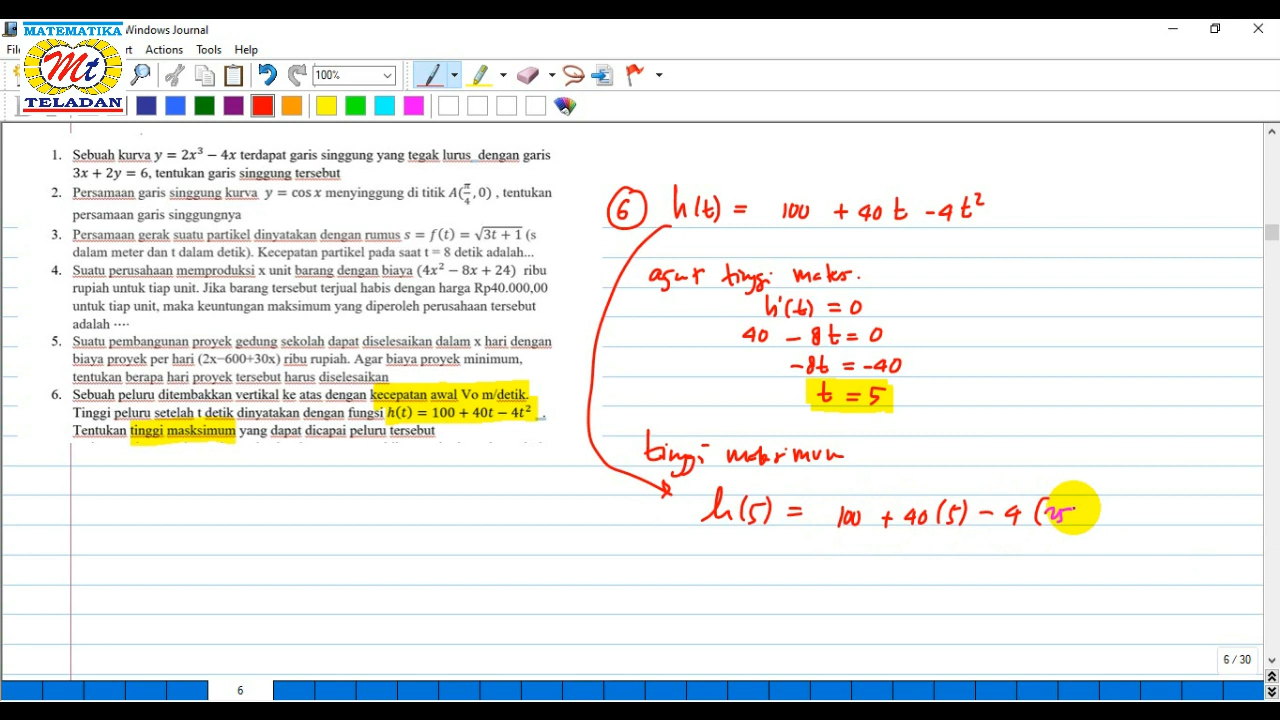 MATEMATIKA
Mt
TELADAN
Windows Journal
Actions Tools Help
100%
1. Sebuah kurva y = 2x³ − 4x terdapat garis singgung yang tegak lurus dengan garis
3x + 2y = 6, tentukan garis singgung tersebut
2. Persamaan garis singgung kurva y = cos x menyinggung di titik A(π/4, 0) , tentukan
persamaan garis singgungnya
3. Persamaan gerak suatu partikel dinyatakan dengan rumus s = f(t) = √(3t + 1) (s
dalam meter dan t dalam detik). Kecepatan partikel pada saat t = 8 detik adalah...
4. Suatu perusahaan memproduksi x unit barang dengan biaya (4x² − 8x + 24) ribu
rupiah untuk tiap unit. Jika barang tersebut terjual habis dengan harga Rp40.000,00
untuk tiap unit, maka keuntungan maksimum yang diperoleh perusahaan tersebut
adalah ....
5. Suatu pembangunan proyek gedung sekolah dapat diselesaikan dalam x hari dengan
biaya proyek per hari (2x−600+30x) ribu rupiah. Agar biaya proyek minimum,
tentukan berapa hari proyek tersebut harus diselesaikan
6. Sebuah peluru ditembakkan vertikal ke atas dengan kecepatan awal Vo m/detik.
Tinggi peluru setelah t detik dinyatakan dengan fungsi h(t) = 100 + 40t − 4t² .
Tentukan tinggi masksimum yang dapat dicapai peluru tersebut
6 h(t) = 100 + 40t − 4t²
agar tinggi maks.
h'(t) = 0
40 − 8t = 0
−8t = −40
t = 5
tinggi maksimum
h(5) = 100 + 40(5) − 4(25
6 / 30
6